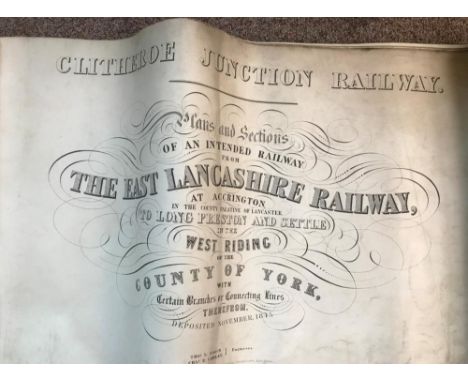 CLITHEROE JUNCTION RAILWAY.
Plans and Sections
OF AN INTENDED RAILWAY
FROM
THE EAST LANCASHIRE RAILWAY,
AT ACCRINGTON
IN THE COUNTY PALATINE OF LANCASTER
TO LONG PRESTON AND SETTLE
IN THE
WEST RIDING
OF THE
COUNTY OF YORK,
WITH
Certain Branches or Connecting Lines
THEREFROM.
DEPOSITED NOVEMBER, 1845.